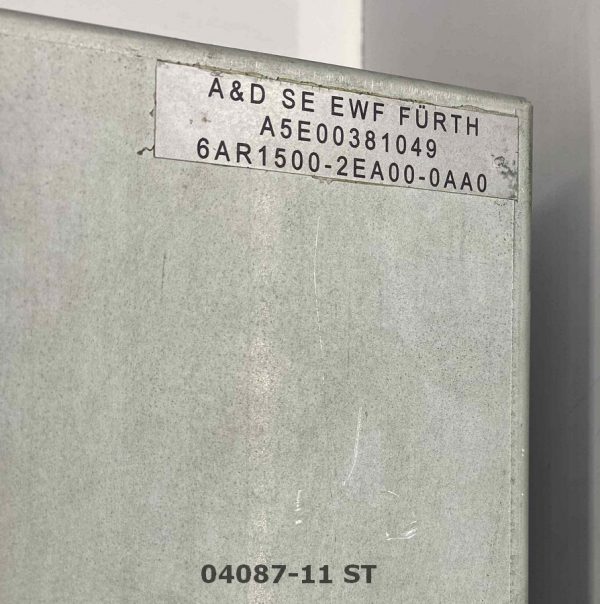 A&D SE EWF FÜRTH
A5E00381049
6AR1500-2EA00-0AA0
04087-11 ST